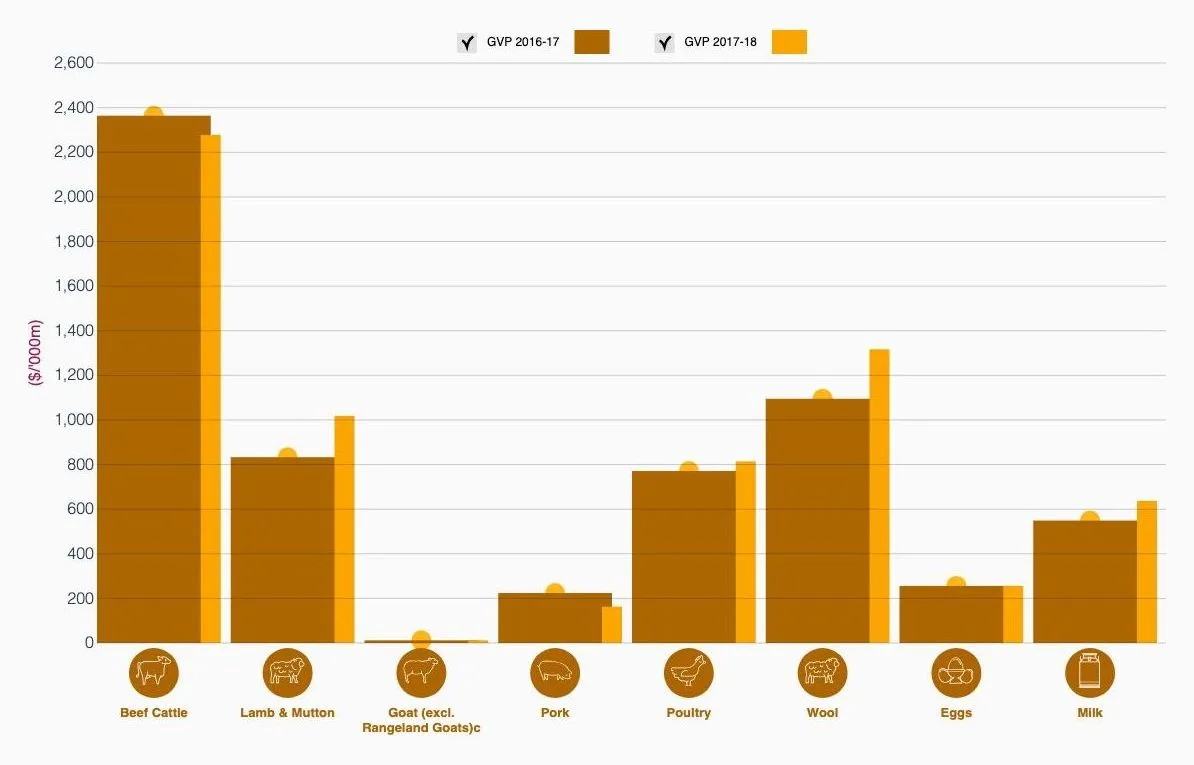 GVP 2016-17
GVP 2017-18
2,600
2,400
2,200
2,000
1,800
1,600
1,400
1,200
1,000
800
600
400
200
0
($/'000m)
Beef Cattle
Lamb & Mutton
Goat (excl.
Rangeland Goats)c
Pork
Poultry
Wool
Eggs
Milk